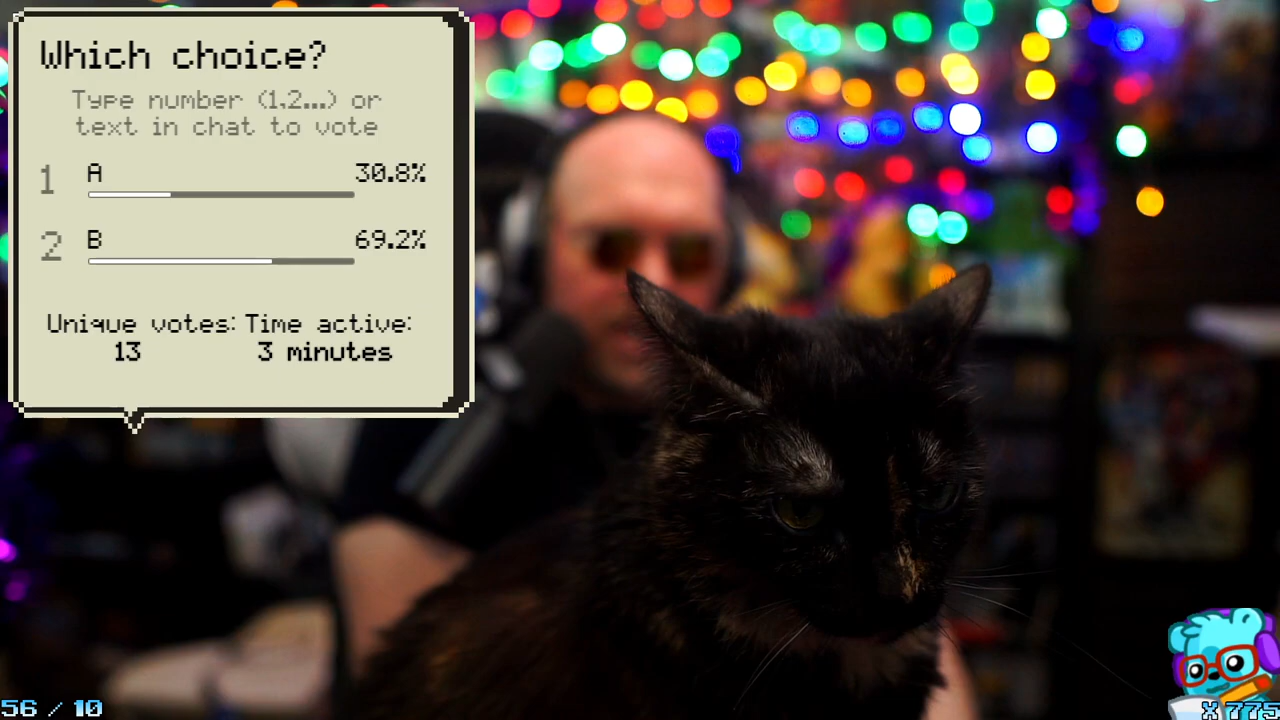 Which choice?
Type number (1,2...) or
text in chat to vote
1 A 30.8%
2 B 69.2%
Unique votes: Time active:
13 3 minutes
56 / 10
X 775